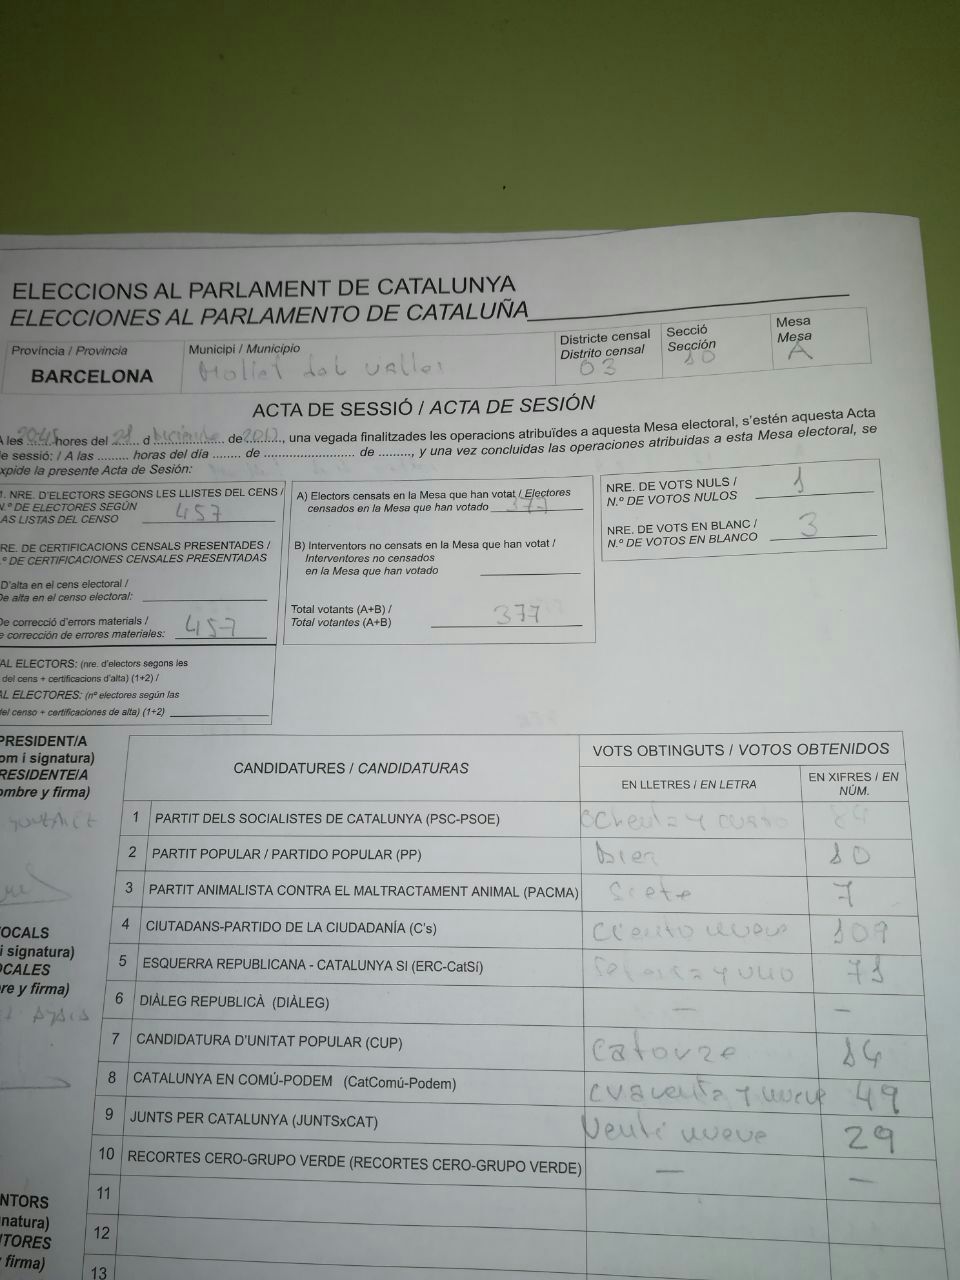 ELECCIONS AL PARLAMENT DE CATALUNYA
ELECCIONES AL PARLAMENTO DE CATALUÑA
Província / Provincia
BARCELONA
Municipi / Municipio
Mollet del Valles
Districte censal
Distrito censal
03
Secció
Sección
10
Mesa
Mesa
A
ACTA DE SESSIÓ / ACTA DE SESIÓN
A les 2045 hores del 21 d Diciembre de 2017, una vegada finalitzades les operacions atribuïdes a aquesta Mesa electoral, s'estén aquesta Acta
de sessió: / A las ......... horas del día ...... de ....................... de ........., y una vez concluidas las operaciones atribuidas a esta Mesa electoral, se
expide la presente Acta de Sesión:
1. NRE. D'ELECTORS SEGONS LES LLISTES DEL CENS /
N.º DE ELECTORES SEGÚN
LAS LISTAS DEL CENSO 457
NRE. DE CERTIFICACIONS CENSALS PRESENTADES /
N.º DE CERTIFICACIONES CENSALES PRESENTADAS
D'alta en el cens electoral /
De alta en el censo electoral:
De correcció d'errors materials /
e corrección de errores materiales: 457
AL ELECTORS: (nre. d'electors segons les
del cens + certificacions d'alta) (1+2) /
AL ELECTORES: (nº electores según las
del censo + certificaciones de alta) (1+2)
A) Electors censats en la Mesa que han votat / Electores
censados en la Mesa que han votado 377
B) Interventors no censats en la Mesa que han votat /
Interventores no censados
en la Mesa que han votado
Total votants (A+B) /
Total votantes (A+B) 377
NRE. DE VOTS NULS /
N.º DE VOTOS NULOS 1
NRE. DE VOTS EN BLANC /
N.º DE VOTOS EN BLANCO 3
PRESIDENT/A
om i signatura)
RESIDENTE/A
ombre y firma)
VOCALS
i signatura)
OCALES
re y firma)
NTORS
natura)
ITORES
firma)
CANDIDATURES / CANDIDATURAS
VOTS OBTINGUTS / VOTOS OBTENIDOS
EN LLETRES / EN LETRA
EN XIFRES / EN
NÚM.
1 PARTIT DELS SOCIALISTES DE CATALUNYA (PSC-PSOE) Ochenta y cuatro 84
2 PARTIT POPULAR / PARTIDO POPULAR (PP) Diez 10
3 PARTIT ANIMALISTA CONTRA EL MALTRACTAMENT ANIMAL (PACMA) Siete 7
4 CIUTADANS-PARTIDO DE LA CIUDADANÍA (C's) Ciento nueve 109
5 ESQUERRA REPUBLICANA - CATALUNYA SI (ERC-CatSí) Setenta y uno 71
6 DIÀLEG REPUBLICÀ (DIÀLEG) — —
7 CANDIDATURA D'UNITAT POPULAR (CUP) Catorze 14
8 CATALUNYA EN COMÚ-PODEM (CatComú-Podem) cuarenta y nueve 49
9 JUNTS PER CATALUNYA (JUNTSxCAT) Venti nueve 29
10 RECORTES CERO-GRUPO VERDE (RECORTES CERO-GRUPO VERDE) — —
11
12
13